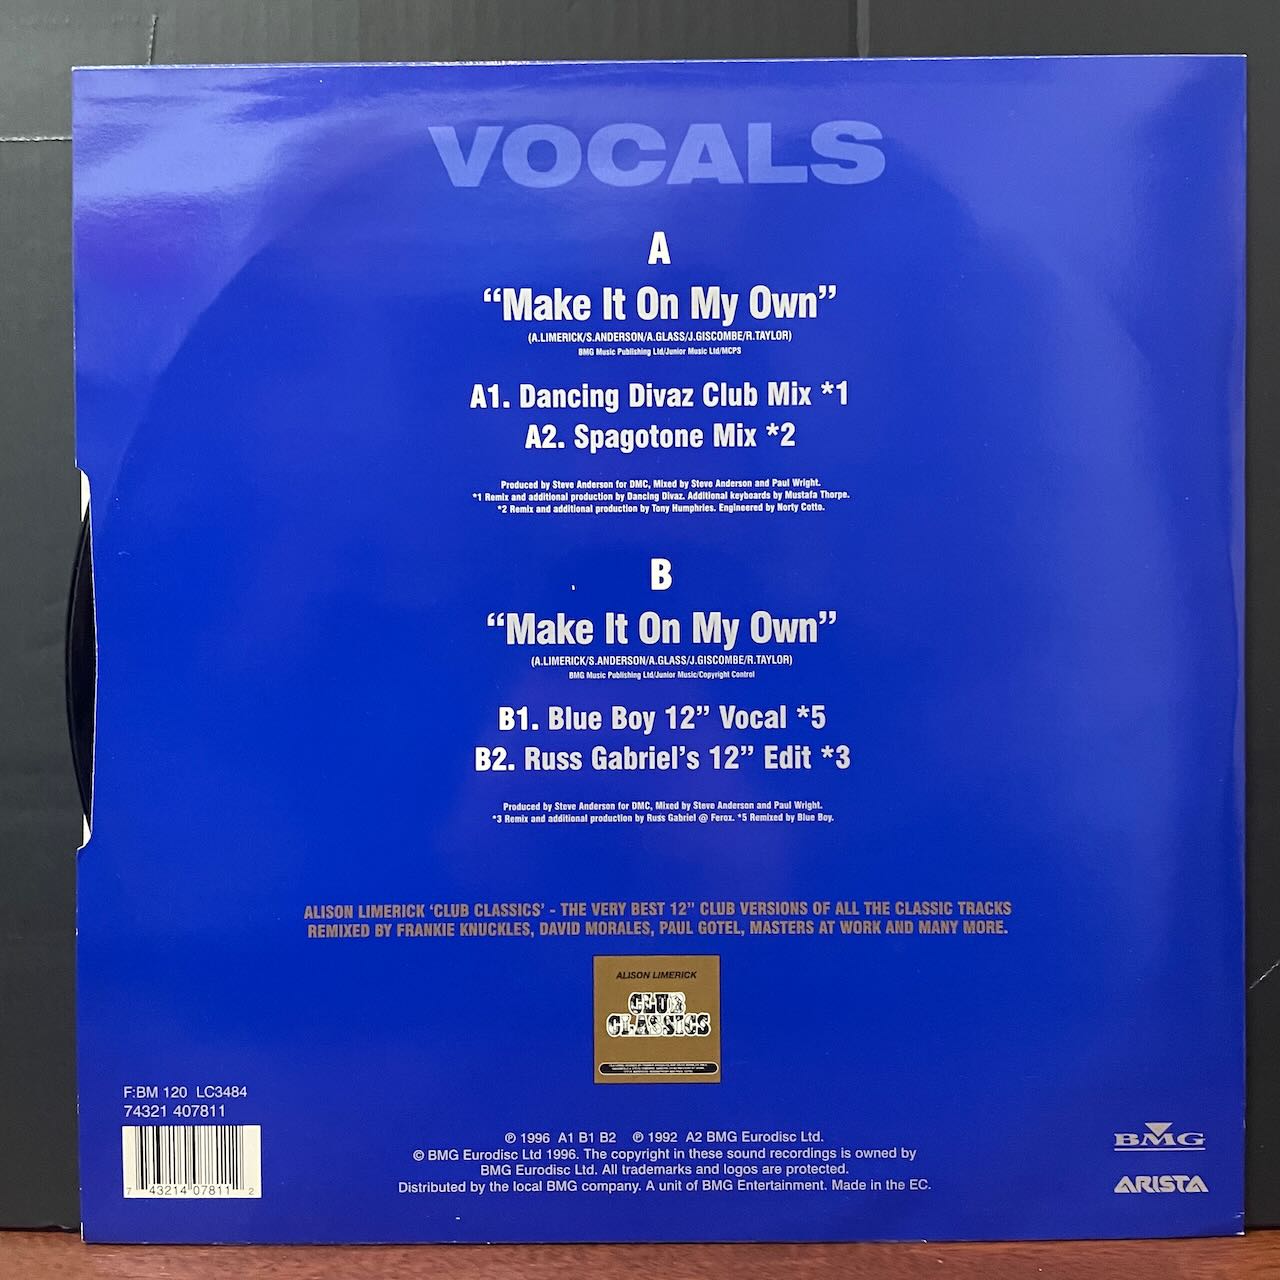 VOCALS
A
“Make It On My Own”
(A.LIMERICK/S.ANDERSON/A.GLASS/J.GISCOMBE/R.TAYLOR)
BMG Music Publishing Ltd/Junior Music Ltd/MCPS
A1. Dancing Divaz Club Mix *1
A2. Spagotone Mix *2
Produced by Steve Anderson for DMC, Mixed by Steve Anderson and Paul Wright.
*1 Remix and additional production by Dancing Divaz. Additional keyboards by Mustafa Thorpe.
*2 Remix and additional production by Tony Humphries. Engineered by Norty Cotto.
B
“Make It On My Own”
(A.LIMERICK/S.ANDERSON/A.GLASS/J.GISCOMBE/R.TAYLOR)
BMG Music Publishing Ltd/Junior Music/Copyright Control
B1. Blue Boy 12” Vocal *5
B2. Russ Gabriel’s 12” Edit *3
Produced by Steve Anderson for DMC, Mixed by Steve Anderson and Paul Wright.
*3 Remix and additional production by Russ Gabriel @ Ferox. *5 Remixed by Blue Boy.
ALISON LIMERICK ‘CLUB CLASSICS’ - THE VERY BEST 12” CLUB VERSIONS OF ALL THE CLASSIC TRACKS
REMIXED BY FRANKIE KNUCKLES, DAVID MORALES, PAUL GOTEL, MASTERS AT WORK AND MANY MORE.
ALISON LIMERICK
CLUB
CLASSICS
F:BM 120 LC3484
74321 407811
7 43214 07811 2
℗ 1996 A1 B1 B2 ℗ 1992 A2 BMG Eurodisc Ltd.
© BMG Eurodisc Ltd 1996. The copyright in these sound recordings is owned by
BMG Eurodisc Ltd. All trademarks and logos are protected.
Distributed by the local BMG company. A unit of BMG Entertainment. Made in the EC.
BMG
ARISTA